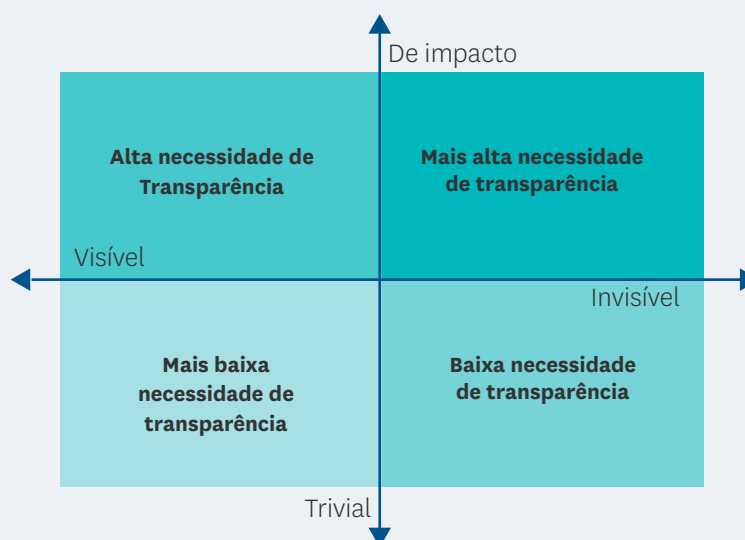 De impacto
Alta necessidade de
Transparência
Mais alta necessidade
de transparência
Visível
Invisível
Mais baixa
necessidade de
transparência
Baixa necessidade
de transparência
Trivial